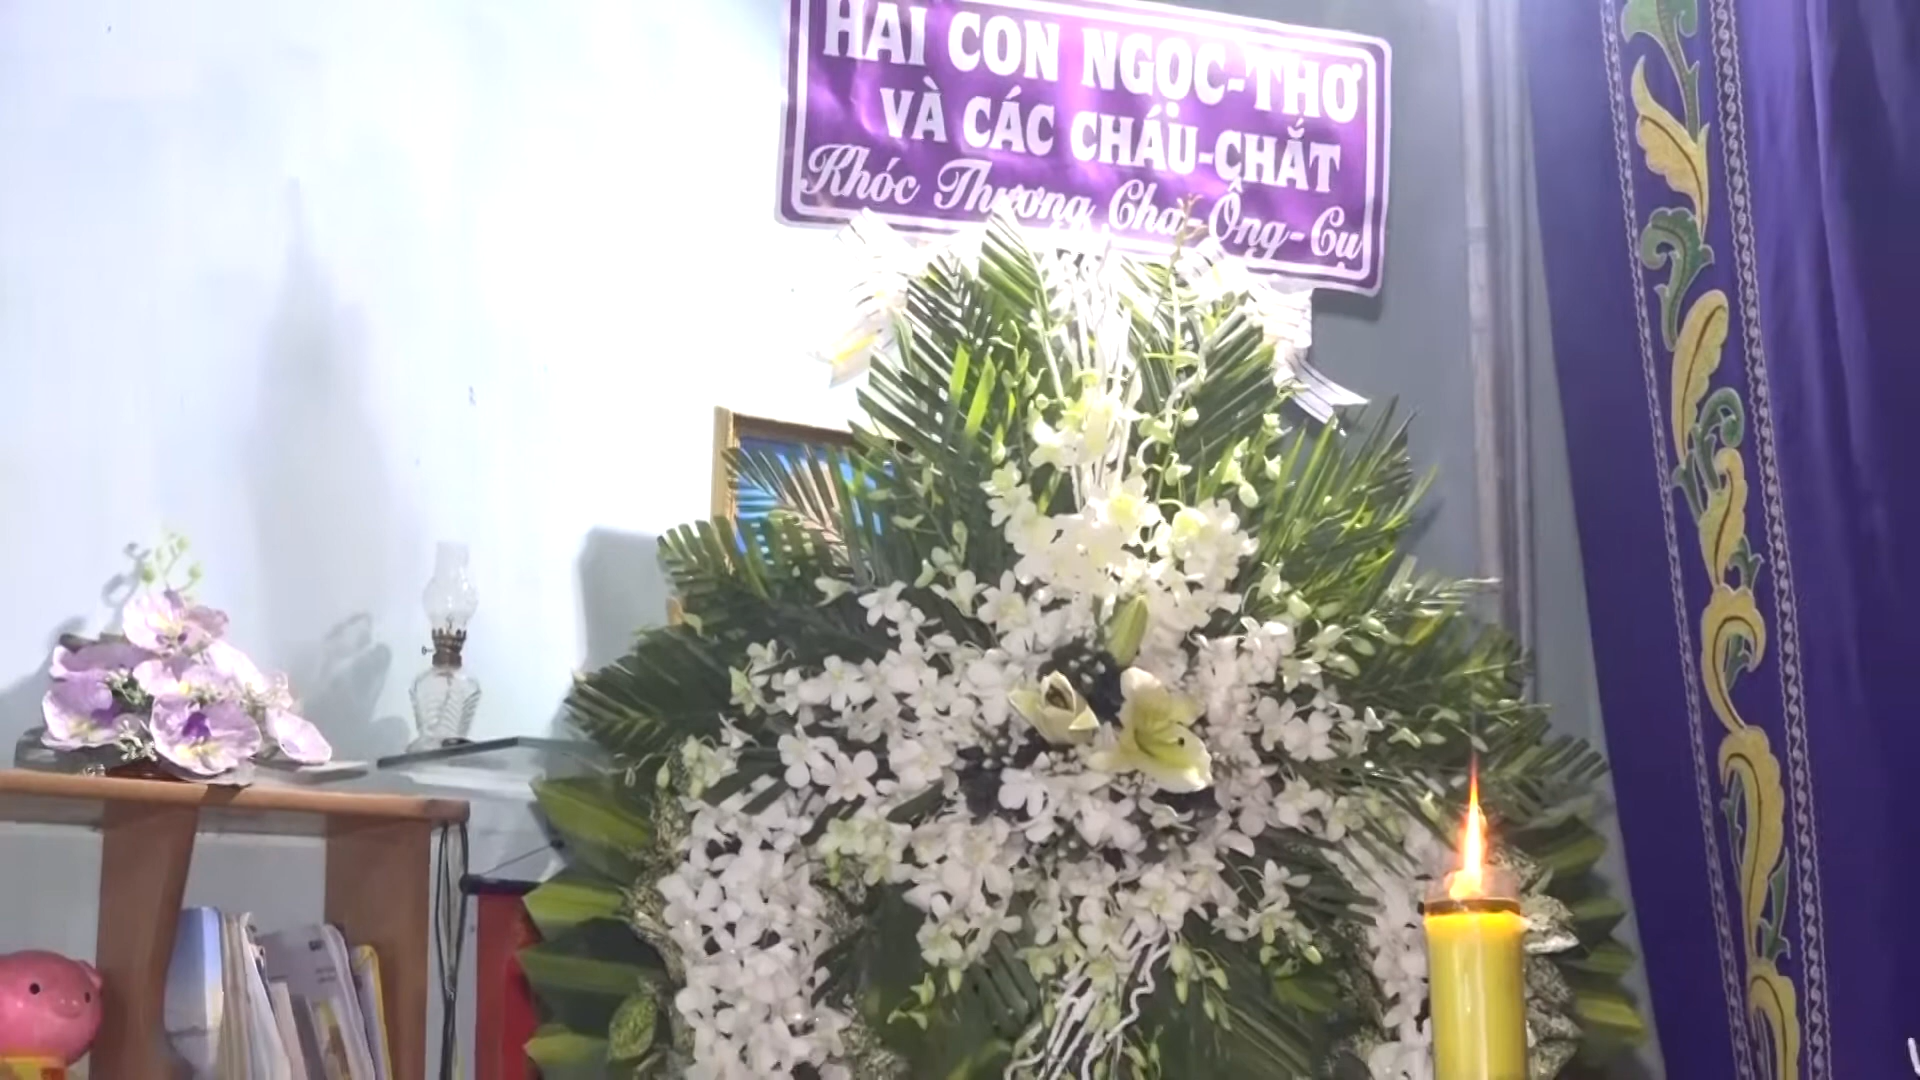 HAI CON NGỌC-THƠ
VÀ CÁC CHÁU-CHẮT
Khóc Thương Cha-Ông-Cụ